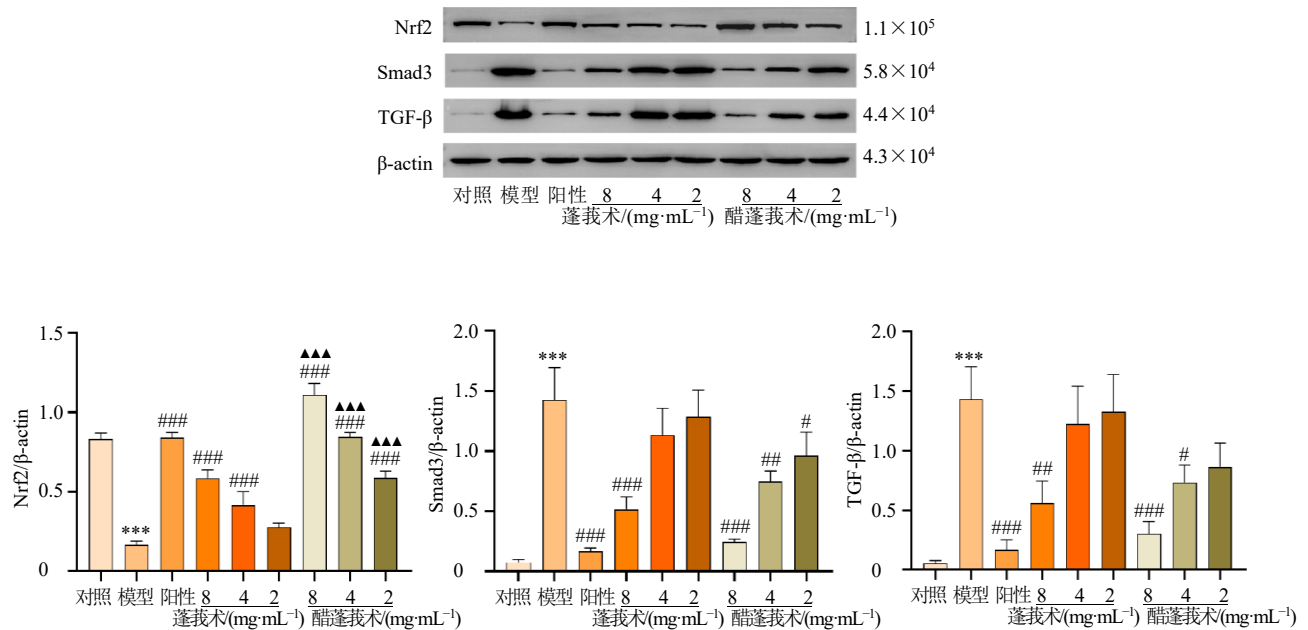 Nrf2 1.1×10⁵
Smad3 5.8×10⁴
TGF-β 4.4×10⁴
β-actin 4.3×10⁴
对照 模型 阳性 8 4 2 8 4 2
蓬莪术/(mg·mL⁻¹) 醋蓬莪术/(mg·mL⁻¹)
Nrf2/β-actin
1.5
1.0
0.5
0
***
###
###
###
▲▲▲
###
▲▲▲
###
▲▲▲
###
对照 模型 阳性 8 4 2 8 4 2
蓬莪术/(mg·mL⁻¹) 醋蓬莪术/(mg·mL⁻¹)
Smad3/β-actin
2.0
1.5
1.0
0.5
0
***
###
###
###
##
#
对照 模型 阳性 8 4 2 8 4 2
蓬莪术/(mg·mL⁻¹) 醋蓬莪术/(mg·mL⁻¹)
TGF-β/β-actin
2.0
1.5
1.0
0.5
0
***
###
##
###
#
对照 模型 阳性 8 4 2 8 4 2
蓬莪术/(mg·mL⁻¹) 醋蓬莪术/(mg·mL⁻¹)